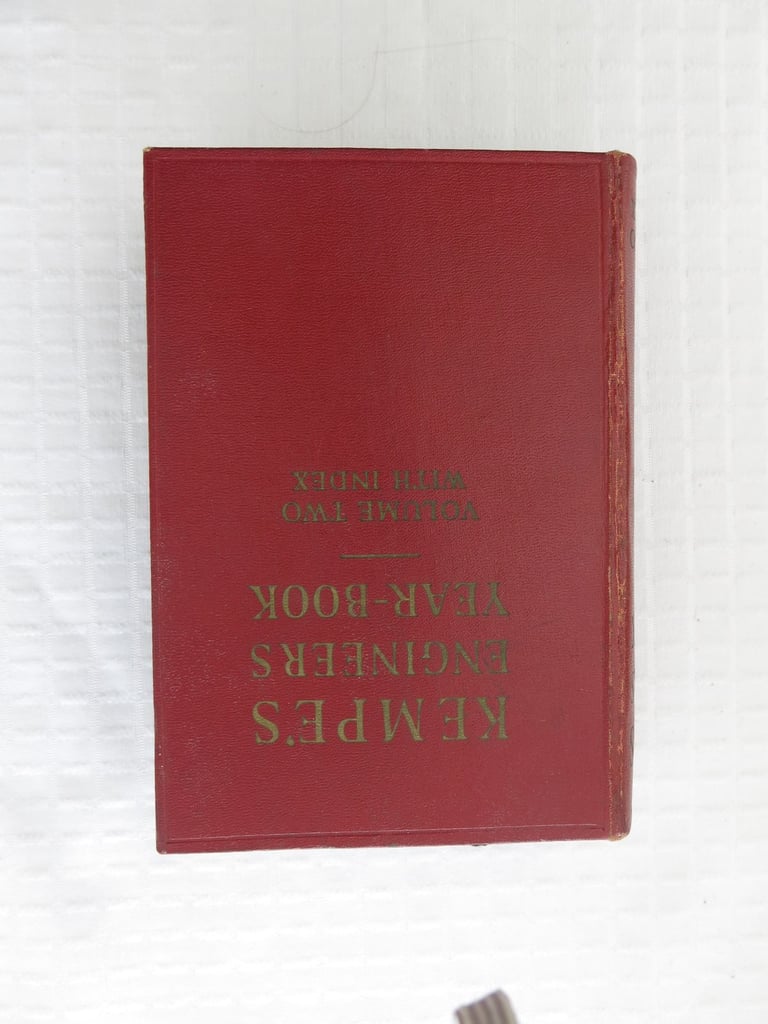 KEMPE'S
ENGINEERS
YEAR-BOOK
VOLUME TWO
WITH INDEX